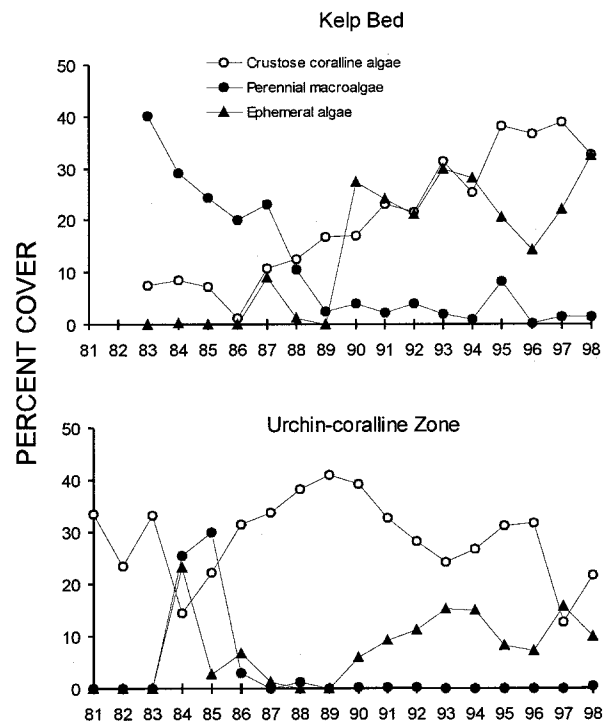 Kelp Bed
Crustose coralline algae
Perennial macroalgae
Ephemeral algae
50
40
30
20
10
0
81 82 83 84 85 86 87 88 89 90 91 92 93 94 95 96 97 98
PERCENT COVER
Urchin-coralline Zone
50
40
30
20
10
0
81 82 83 84 85 86 87 88 89 90 91 92 93 94 95 96 97 98